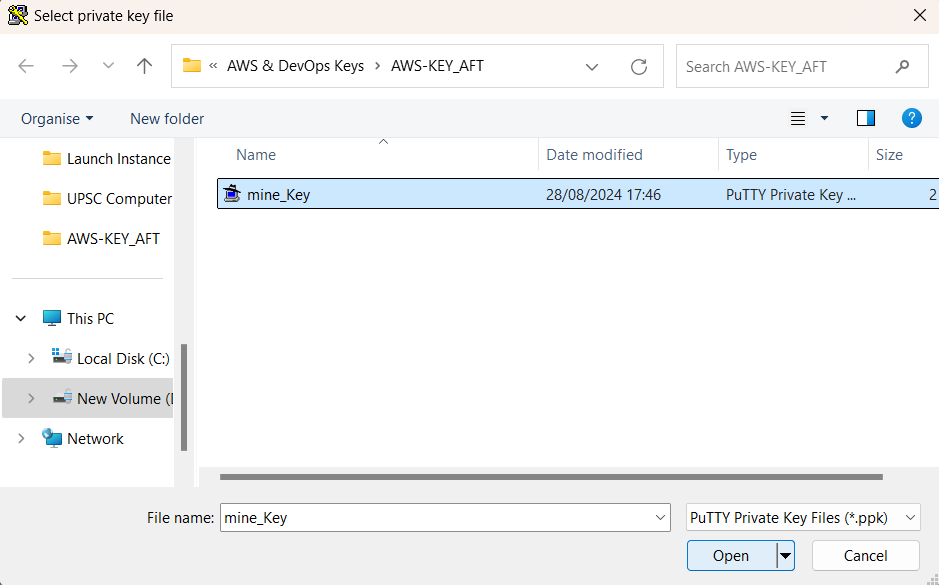 Select private key file
« AWS & DevOps Keys > AWS-KEY_AFT
Search AWS-KEY_AFT
Organise New folder
?
Name Date modified Type Size
Launch Instance
mine_Key 28/08/2024 17:46 PuTTY Private Key ... 2
UPSC Computer
AWS-KEY_AFT
This PC
Local Disk (C:)
New Volume (
Network
File name: mine_Key PuTTY Private Key Files (*.ppk)
Open Cancel